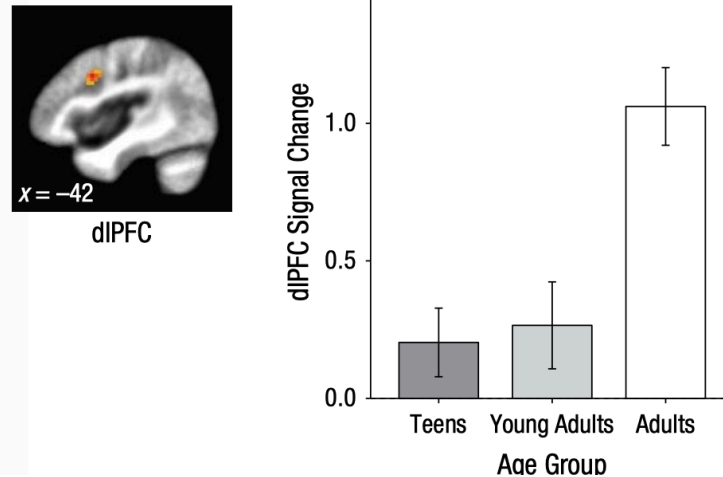 x = –42
dlPFC
dlPFC Signal Change
1.0
0.5
0.0
Teens
Young Adults
Adults
Age Group